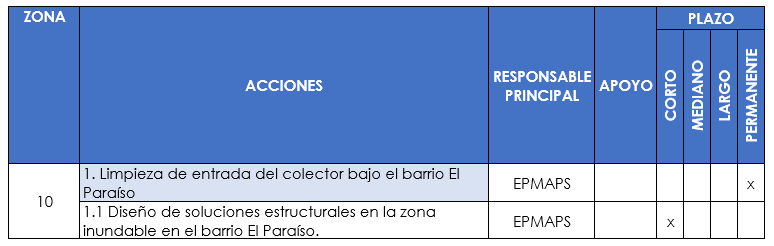 ZONA
ACCIONES
RESPONSABLE
PRINCIPAL
APOYO
PLAZO
CORTO
MEDIANO
LARGO
PERMANENTE
10
1. Limpieza de entrada del colector bajo el barrio El
Paraíso
EPMAPS
x
1.1 Diseño de soluciones estructurales en la zona
inundable en el barrio El Paraíso.
EPMAPS
x